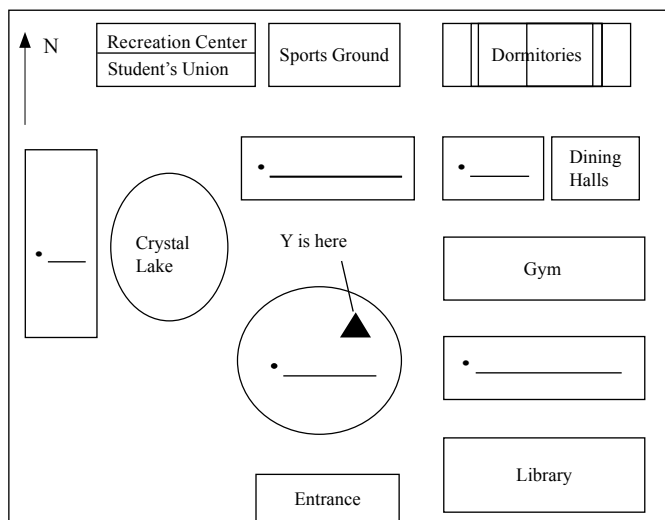 N
Recreation Center
Student's Union
Sports Ground
Dormitories
Dining
Halls
Crystal
Lake
Y is here
Gym
Library
Entrance